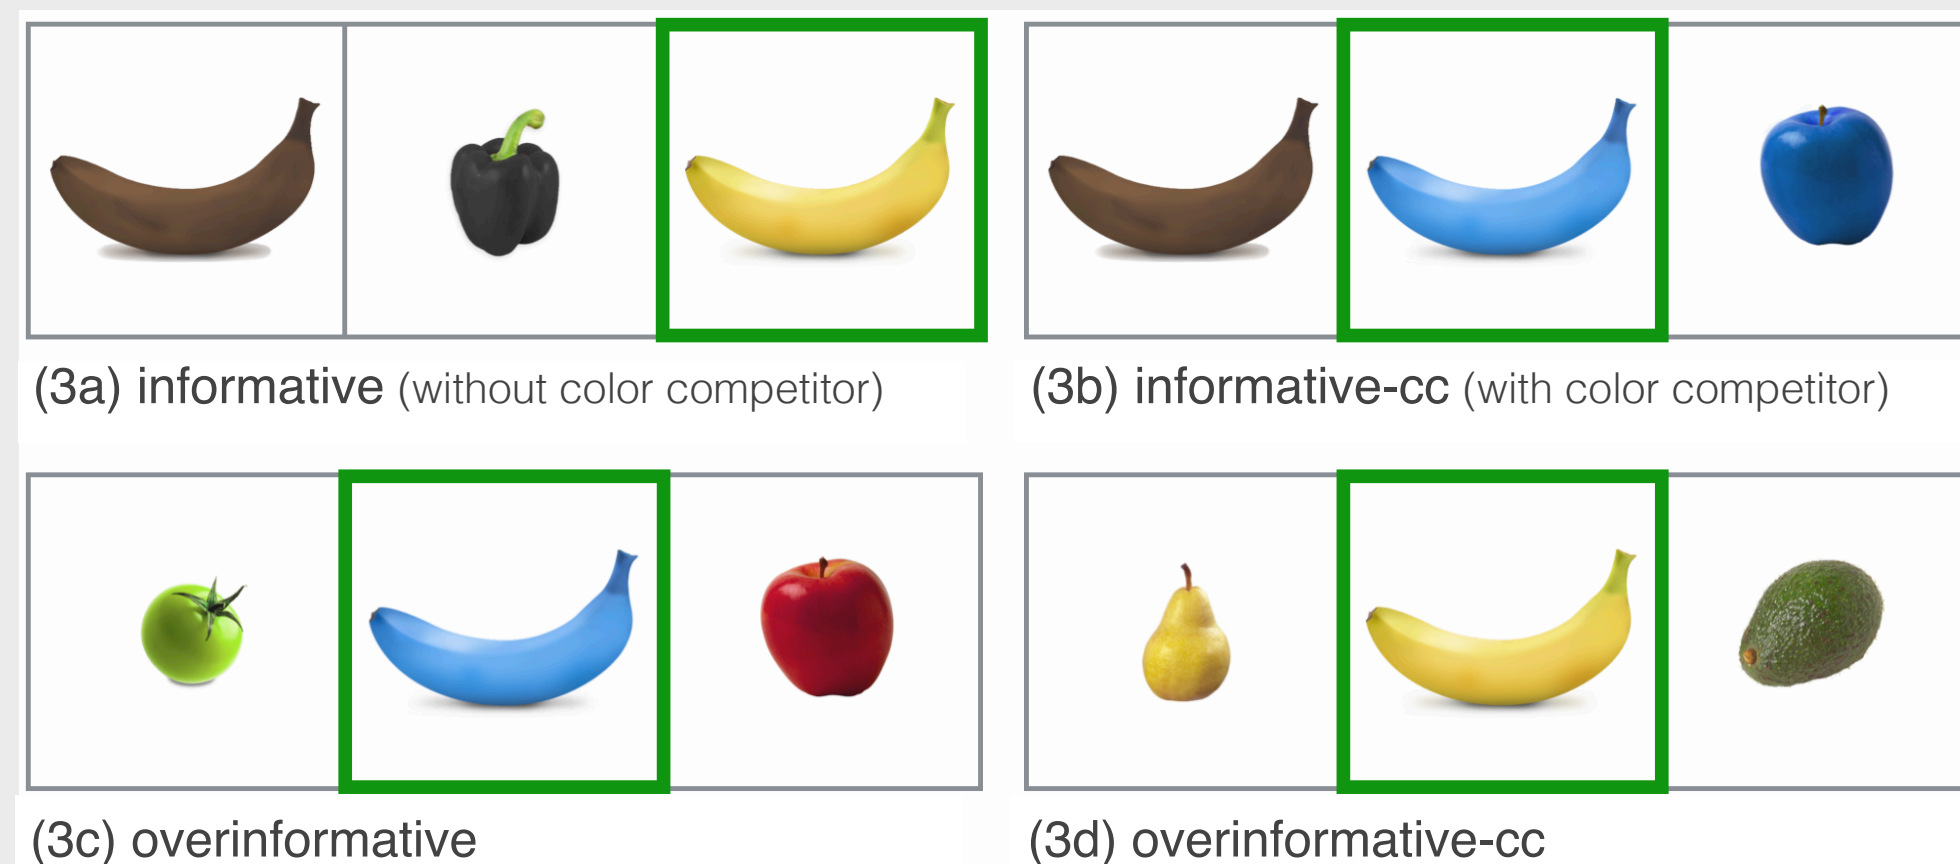 (3a) informative (without color competitor)
(3b) informative-cc (with color competitor)
(3c) overinformative
(3d) overinformative-cc